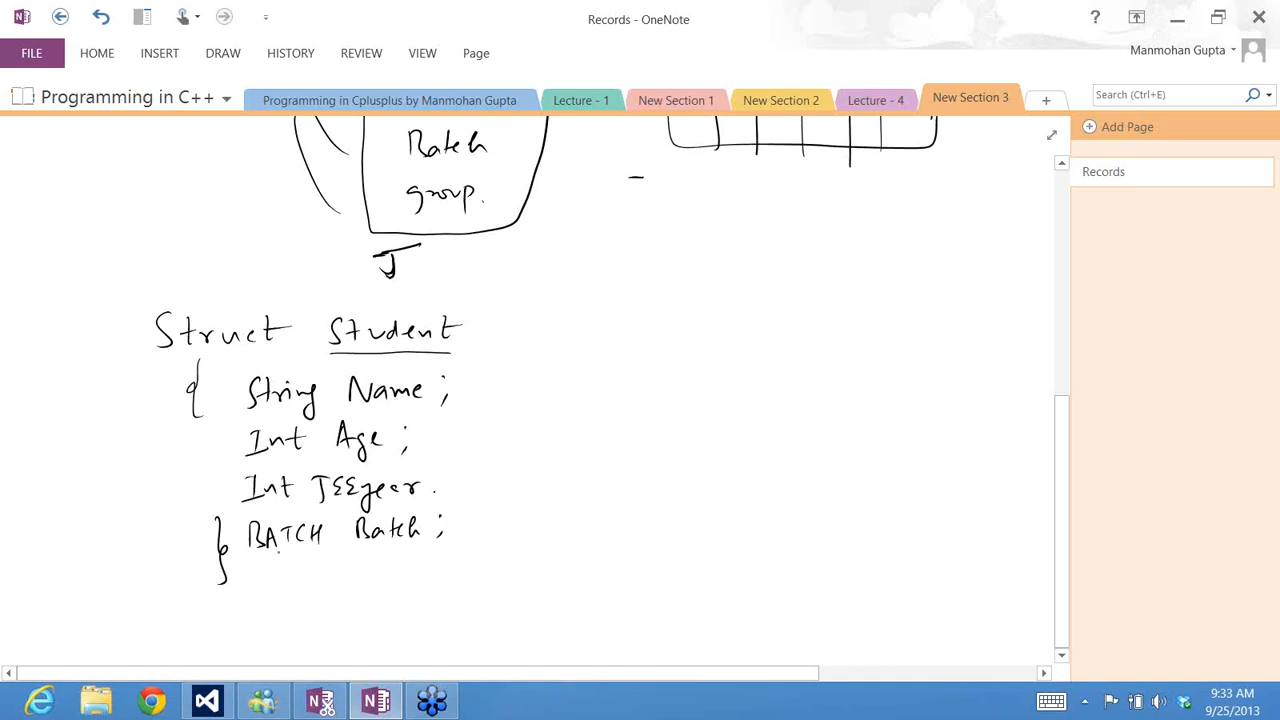 Records - OneNote
FILE HOME INSERT DRAW HISTORY REVIEW VIEW Page
Manmohan Gupta
Programming in C++
Programming in Cplusplus by Manmohan Gupta
Lecture - 1
New Section 1
New Section 2
Lecture - 4
New Section 3
Search (Ctrl+E)
Add Page
Records
Batch
group.
J
Struct Student
{ String Name ;
Int Age ;
Int JEEyear .
} BATCH Batch ;
9:33 AM
9/25/2013